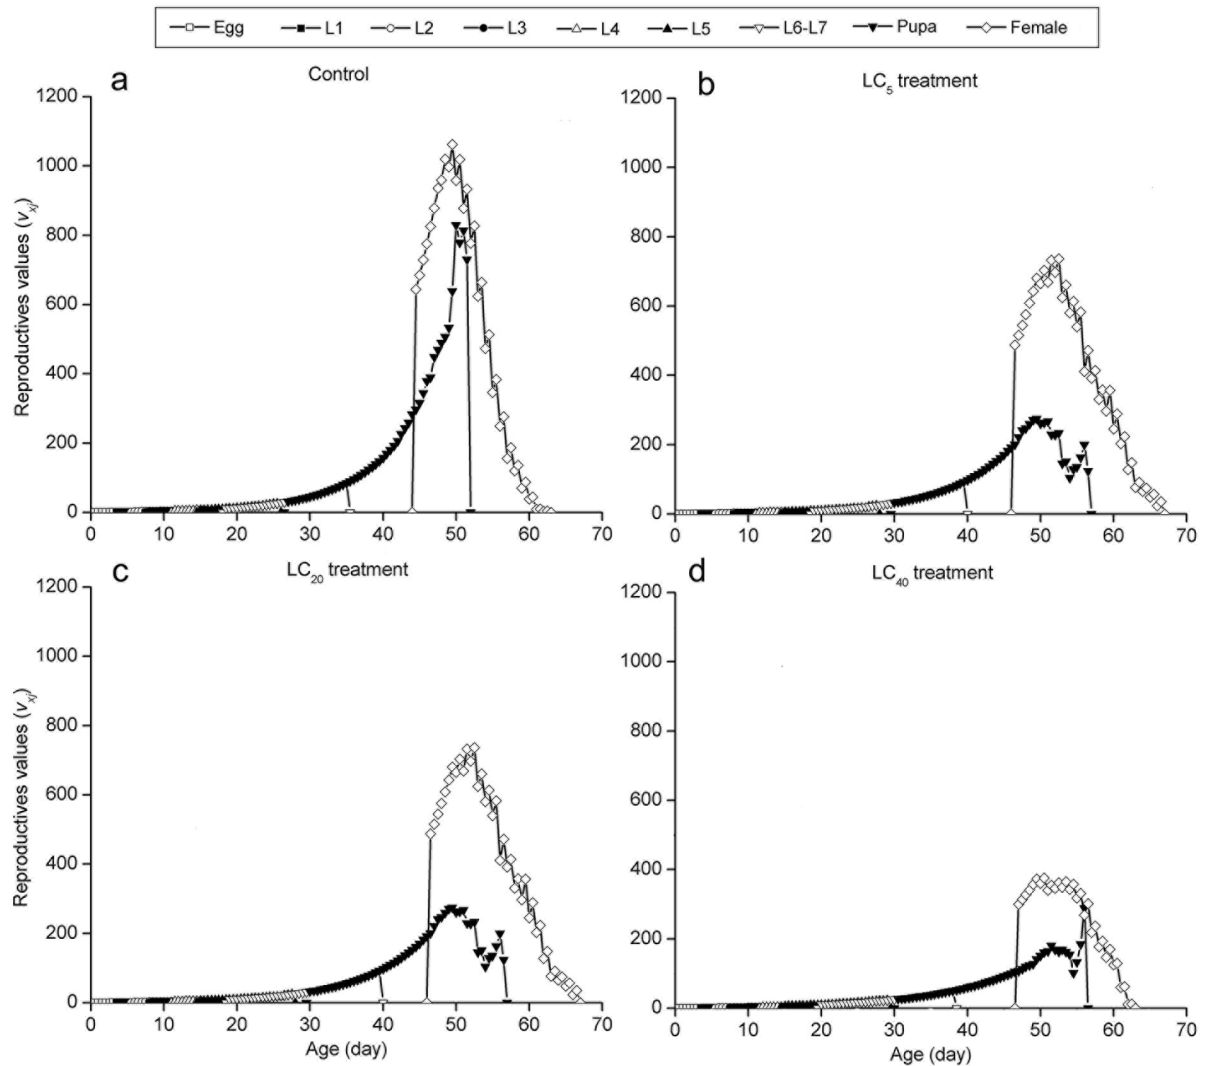 Egg L1 L2 L3 L4 L5 L6-L7 Pupa Female
a Control
1200
1000
800
600
400
200
0
0 10 20 30 40 50 60 70
Reproductives values (vxj)
b LC5 treatment
1200
1000
800
600
400
200
0
0 10 20 30 40 50 60 70
c LC20 treatment
1200
1000
800
600
400
200
0
0 10 20 30 40 50 60 70
Reproductives values (vxj)
Age (day)
d LC40 treatment
1200
1000
800
600
400
200
0
0 10 20 30 40 50 60 70
Age (day)